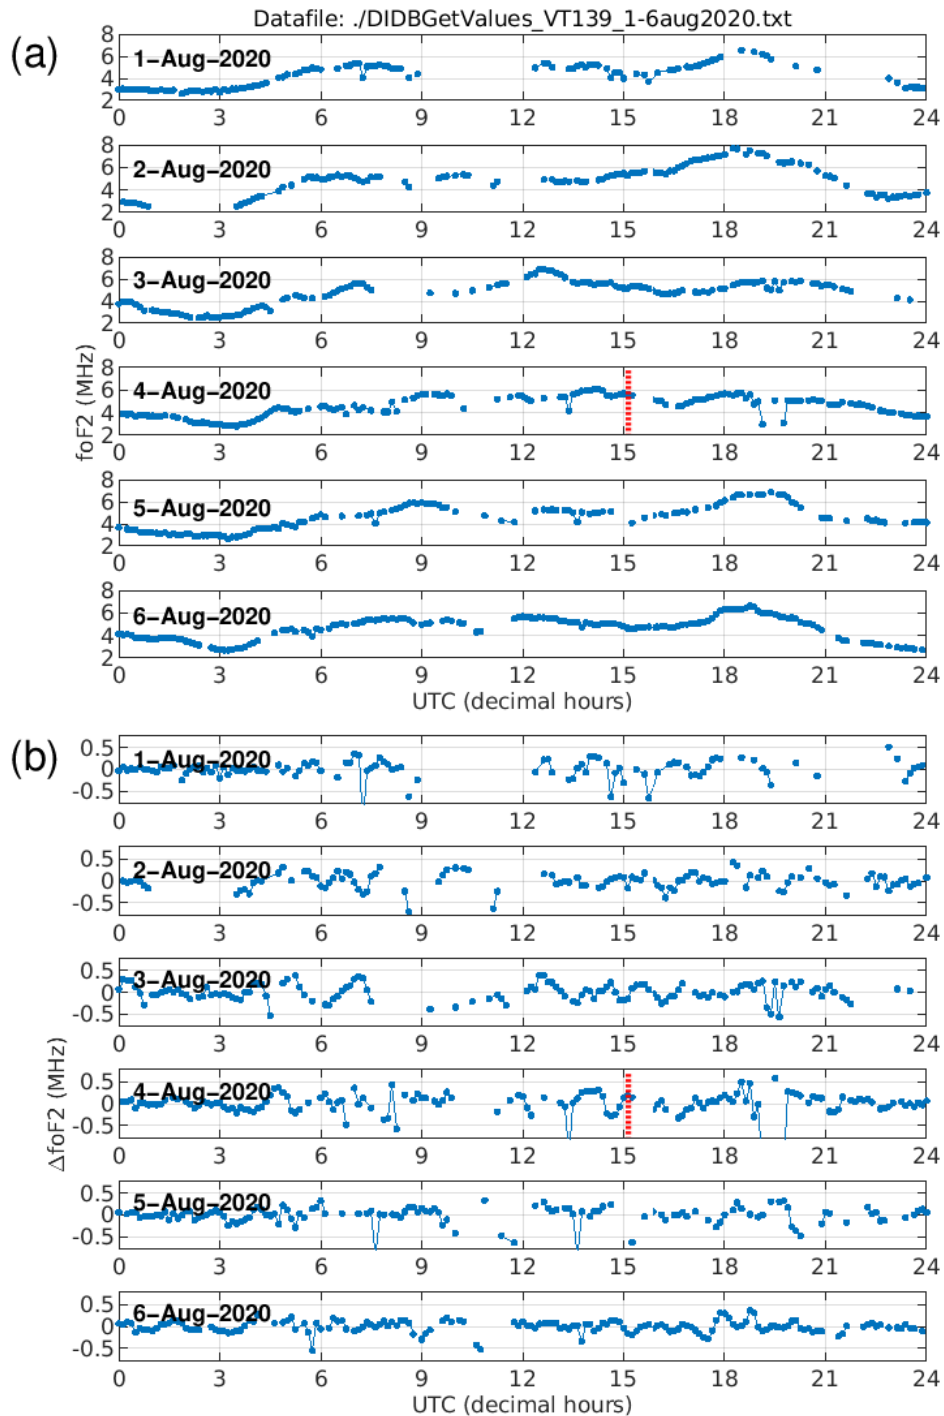 Datafile: ./DIDBGetValues_VT139_1-6aug2020.txt
(a)
8
6
4
2
1-Aug-2020
0 3 6 9 12 15 18 21 24
8
6
4
2
2-Aug-2020
0 3 6 9 12 15 18 21 24
8
6
4
2
3-Aug-2020
0 3 6 9 12 15 18 21 24
foF2 (MHz)
8
6
4
2
4-Aug-2020
0 3 6 9 12 15 18 21 24
8
6
4
2
5-Aug-2020
0 3 6 9 12 15 18 21 24
8
6
4
2
6-Aug-2020
0 3 6 9 12 15 18 21 24
UTC (decimal hours)
(b)
0.5
0
-0.5
1-Aug-2020
0 3 6 9 12 15 18 21 24
0.5
0
-0.5
2-Aug-2020
0 3 6 9 12 15 18 21 24
0.5
0
-0.5
3-Aug-2020
0 3 6 9 12 15 18 21 24
ΔfoF2 (MHz)
0.5
0
-0.5
4-Aug-2020
0 3 6 9 12 15 18 21 24
0.5
0
-0.5
5-Aug-2020
0 3 6 9 12 15 18 21 24
0.5
0
-0.5
6-Aug-2020
0 3 6 9 12 15 18 21 24
UTC (decimal hours)